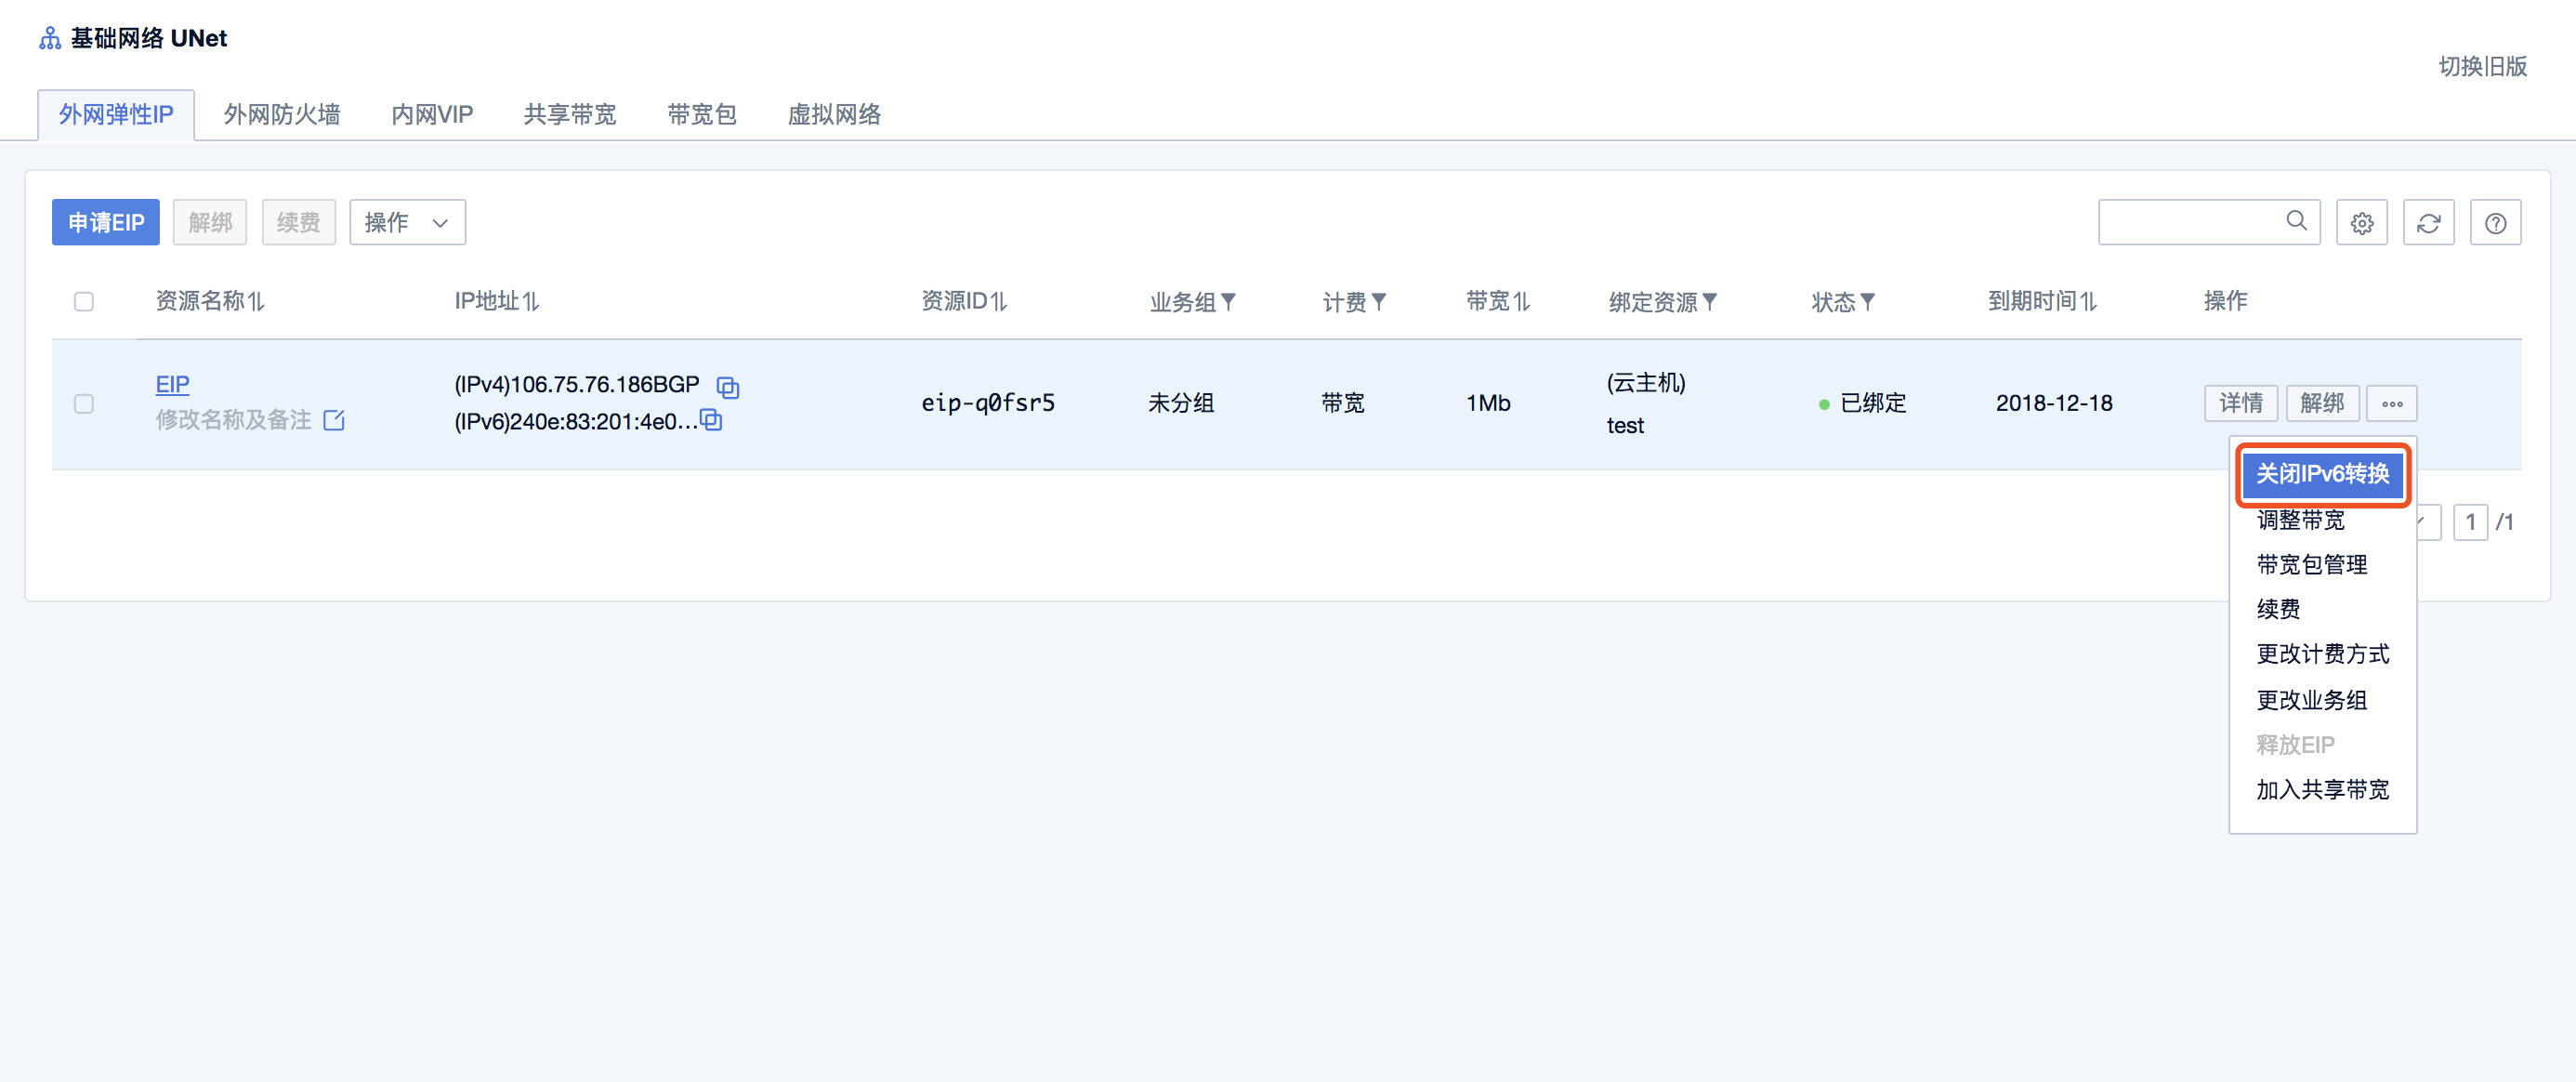 基础网络 UNet
切换旧版
外网弹性IP 外网防火墙 内网VIP 共享带宽 带宽包 虚拟网络
申请EIP 解绑 续费 操作
资源名称 IP地址 资源ID 业务组 计费 带宽 绑定资源 状态 到期时间 操作
EIP (IPv4)106.75.76.186BGP (云主机)
修改名称及备注 (IPv6)240e:83:201:4e0... eip-q0fsr5 未分组 带宽 1Mb test 已绑定 2018-12-18 详情 解绑 ...
关闭IPv6转换
调整带宽 1 /1
带宽包管理
续费
更改计费方式
更改业务组
释放EIP
加入共享带宽